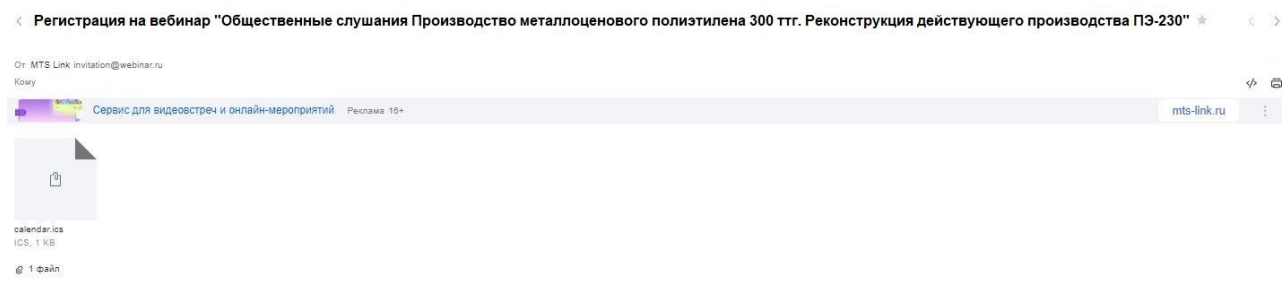 Регистрация на вебинар "Общественные слушания Производство металлоценового полиэтилена 300 ттг. Реконструкция действующего производства ПЭ-230"
От MTS Link invitation@webinar.ru
Кому
Сервис для видеовстреч и онлайн-мероприятий Реклама 16+ mts-link.ru
calendar.ics
ICS, 1 KB
1 файл